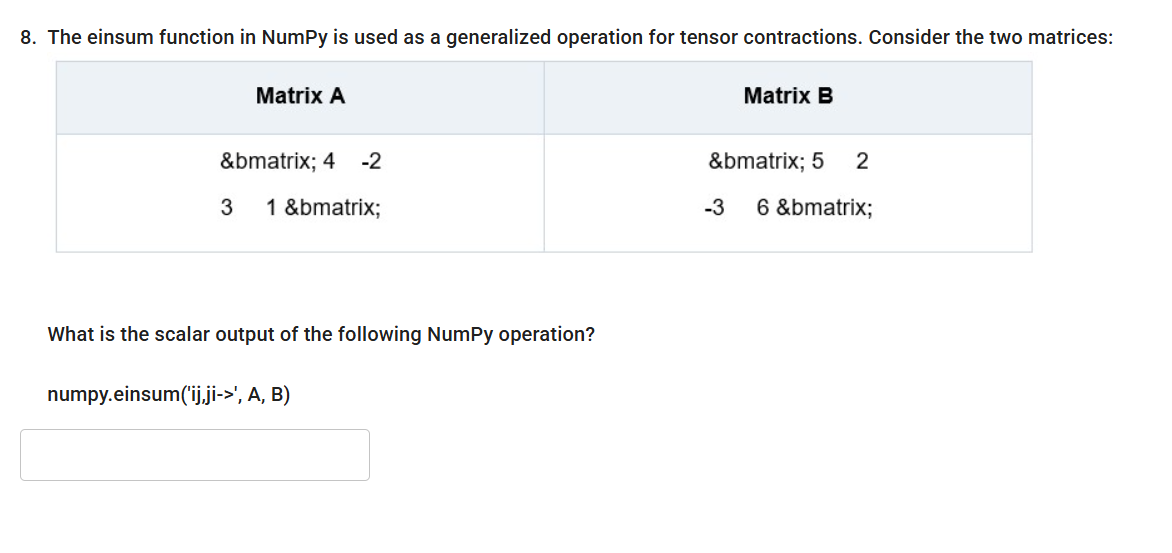 8. The einsum function in NumPy is used as a generalized operation for tensor contractions. Consider the two matrices:
Matrix A
Matrix B
&bmatrix; 4 -2
3 1 &bmatrix;
&bmatrix; 5 2
-3 6 &bmatrix;
What is the scalar output of the following NumPy operation?
numpy.einsum('ij,ji->', A, B)